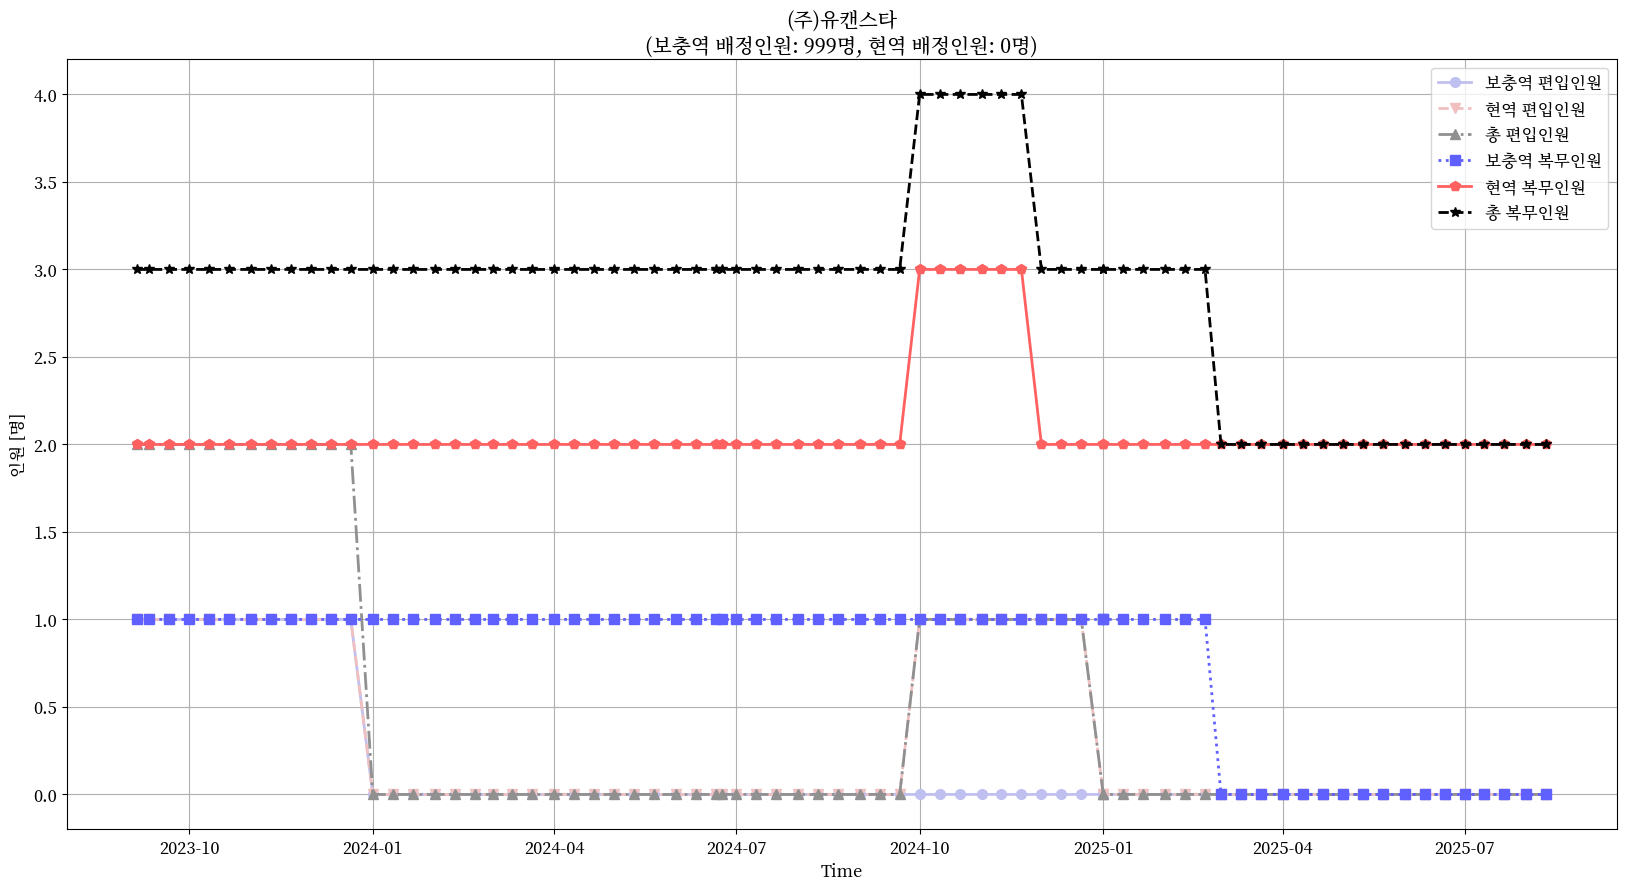 (주)유캔스타
(보충역 배정인원: 999명, 현역 배정인원: 0명)
보충역 편입인원
현역 편입인원
총 편입인원
보충역 복무인원
현역 복무인원
총 복무인원
인원 [명]
4.0
3.5
3.0
2.5
2.0
1.5
1.0
0.5
0.0
2023-10 2024-01 2024-04 2024-07 2024-10 2025-01 2025-04 2025-07
Time